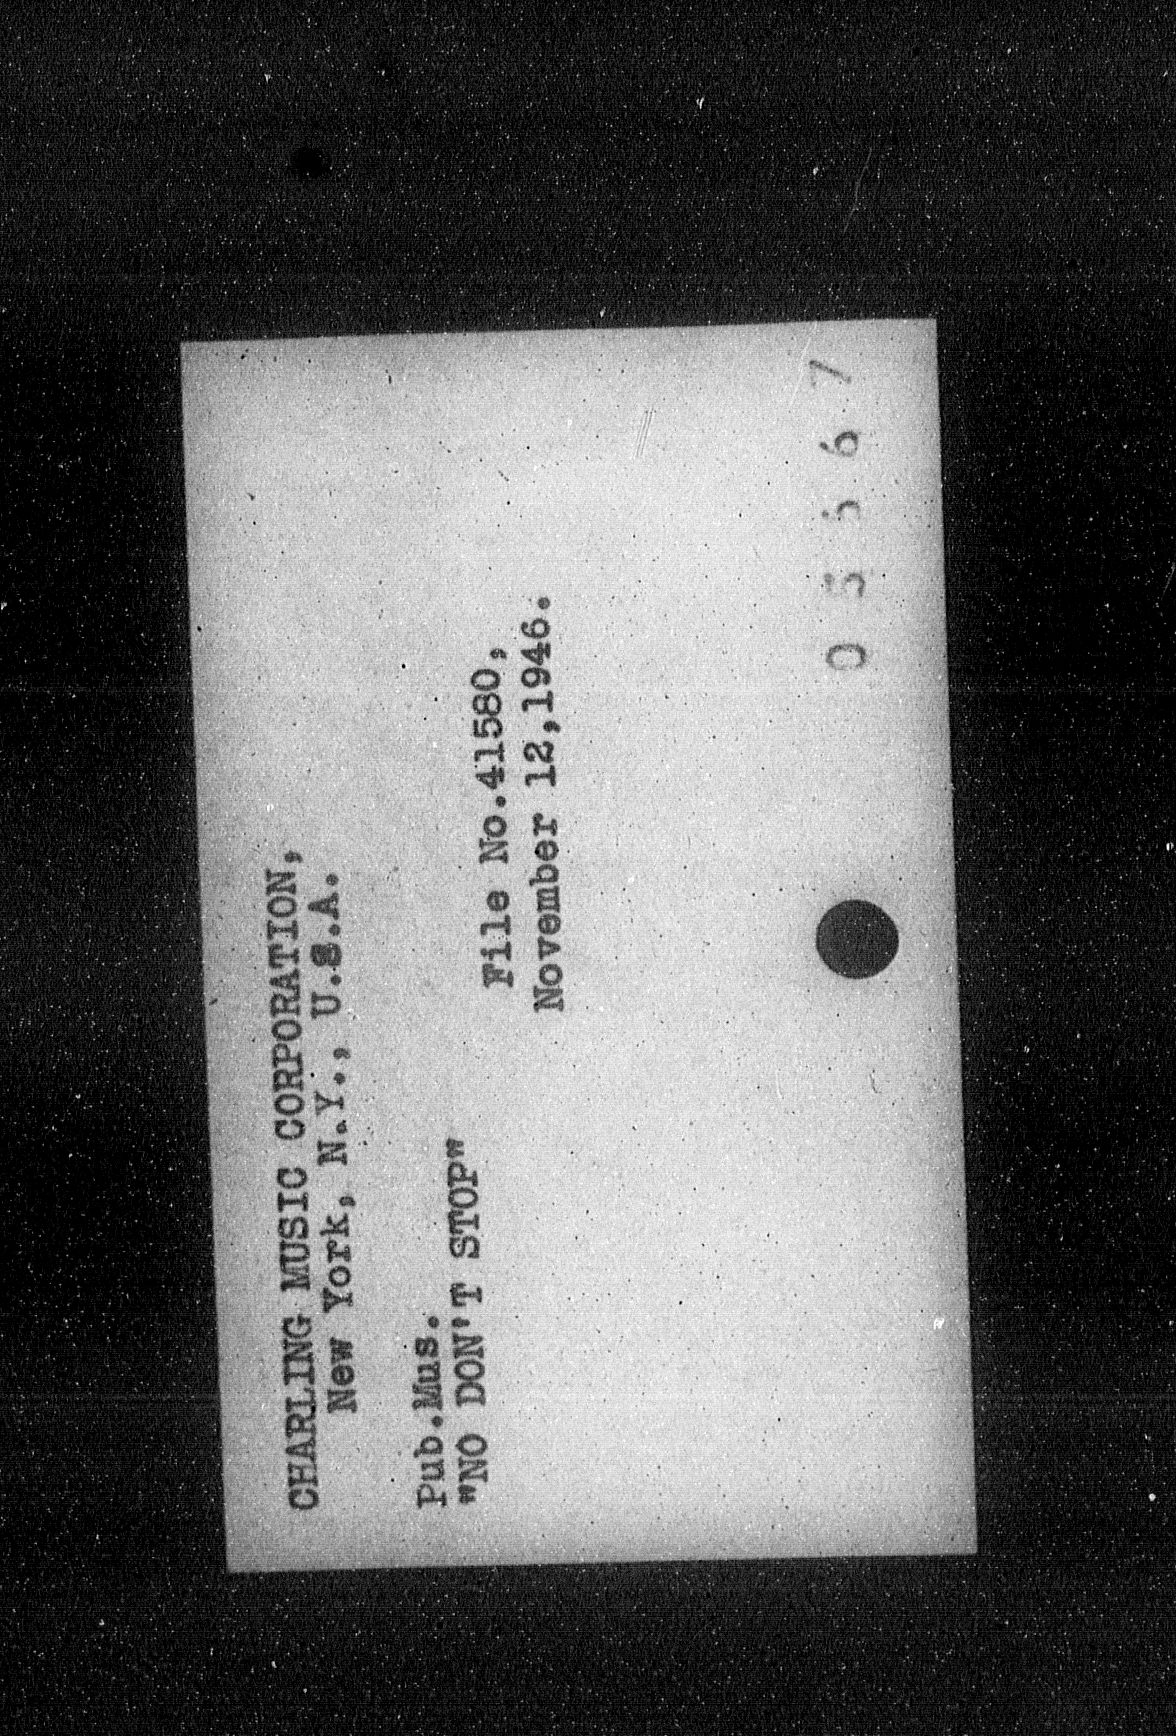 CHARLING MUSIC CORPORATION,
New York, N.Y., U.S.A.
Pub.Mus.
"NO DON'T STOP"
File No.41580,
November 12,1946.
05567